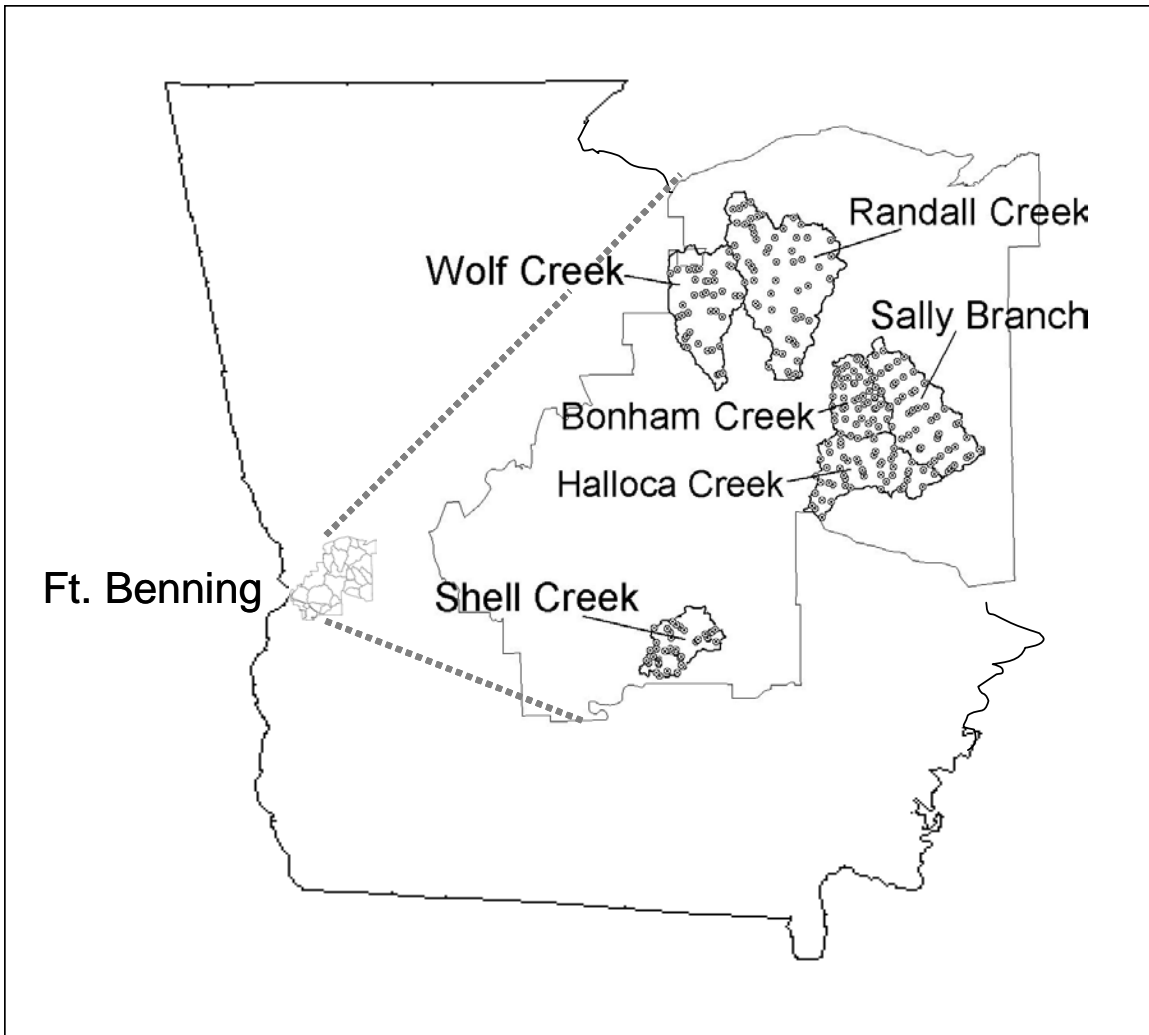 Randall Creek
Wolf Creek
Sally Branch
Bonham Creek
Halloca Creek
Ft. Benning
Shell Creek